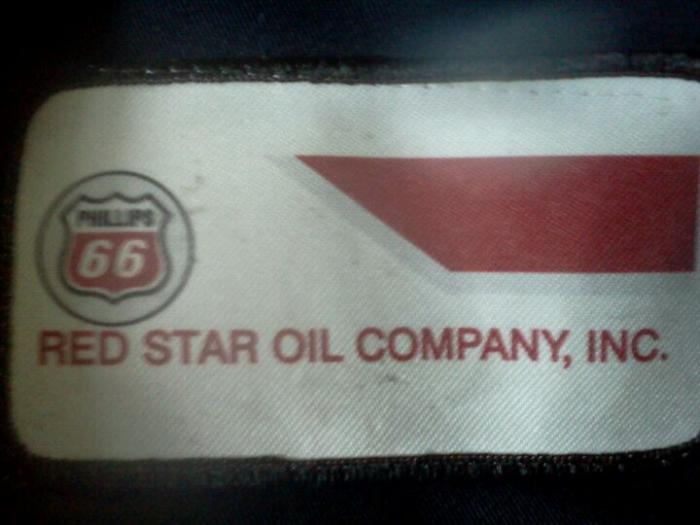 PHILLIPS
66
RED STAR OIL COMPANY, INC.